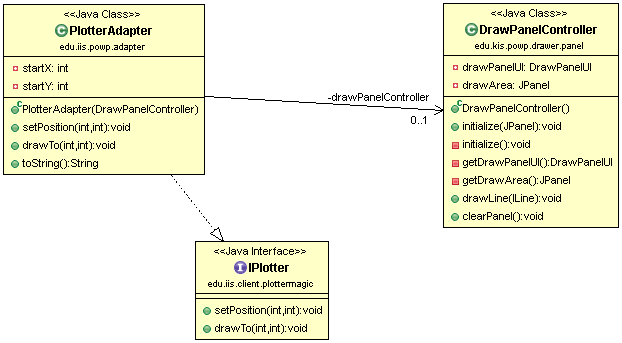 <<Java Class>>
PlotterAdapter
edu.iis.powp.adapter
startX: int
startY: int
PlotterAdapter(DrawPanelController)
setPosition(int,int):void
drawTo(int,int):void
toString():String
-drawPanelController
0..1
<<Java Class>>
DrawPanelController
edu.kis.powp.drawer.panel
drawPanelUI: DrawPanelUI
drawArea: JPanel
DrawPanelController()
initialize(JPanel):void
initialize():void
getDrawPanelUI():DrawPanelUI
getDrawArea():JPanel
drawLine(ILine):void
clearPanel():void
<<Java Interface>>
IPlotter
edu.iis.client.plottermagic
setPosition(int,int):void
drawTo(int,int):void